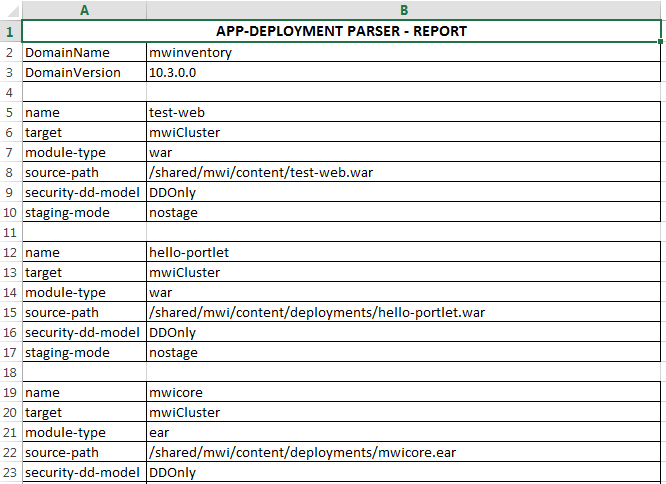 A B
1 APP-DEPLOYMENT PARSER - REPORT
2 DomainName mwinventory
3 DomainVersion 10.3.0.0
4
5 name test-web
6 target mwiCluster
7 module-type war
8 source-path /shared/mwi/content/test-web.war
9 security-dd-model DDOnly
10 staging-mode nostage
11
12 name hello-portlet
13 target mwiCluster
14 module-type war
15 source-path /shared/mwi/content/deployments/hello-portlet.war
16 security-dd-model DDOnly
17 staging-mode nostage
18
19 name mwicore
20 target mwiCluster
21 module-type ear
22 source-path /shared/mwi/content/deployments/mwicore.ear
23 security-dd-model DDOnly